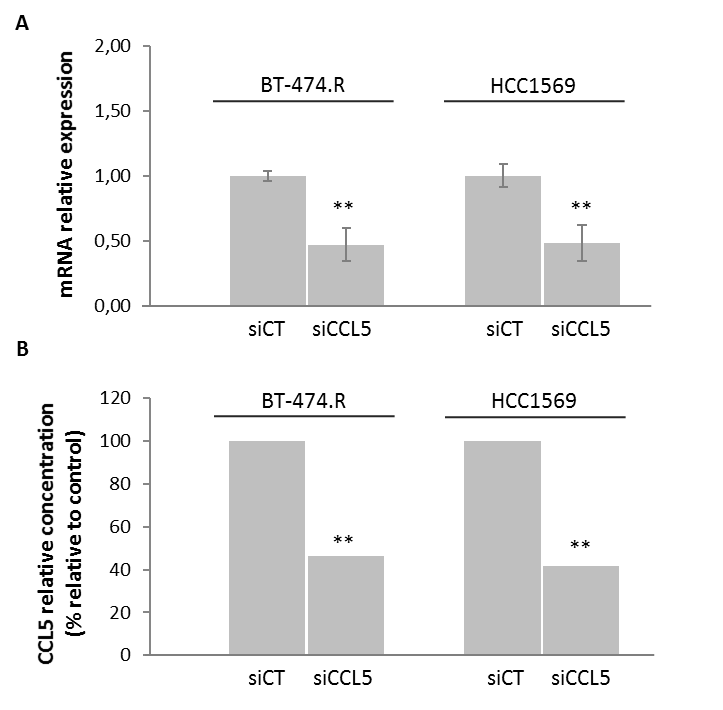 A
mRNA relative expression
2,00
1,50
1,00
0,50
0,00
BT-474.R
HCC1569
**
**
siCT
siCCL5
siCT
siCCL5
B
CCL5 relative concentration
(% relative to control)
120
100
80
60
40
20
0
BT-474.R
HCC1569
**
**
siCT
siCCL5
siCT
siCCL5